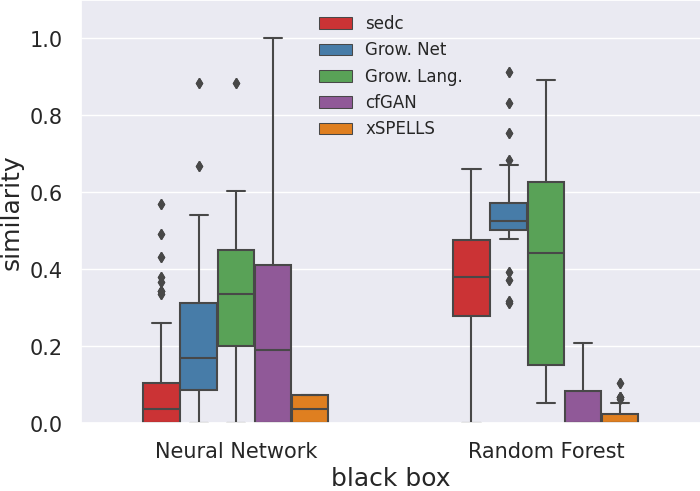 sedc
Grow. Net
Grow. Lang.
cfGAN
xSPELLS
1.0
0.8
0.6
0.4
0.2
0.0
similarity
Neural Network
Random Forest
black box